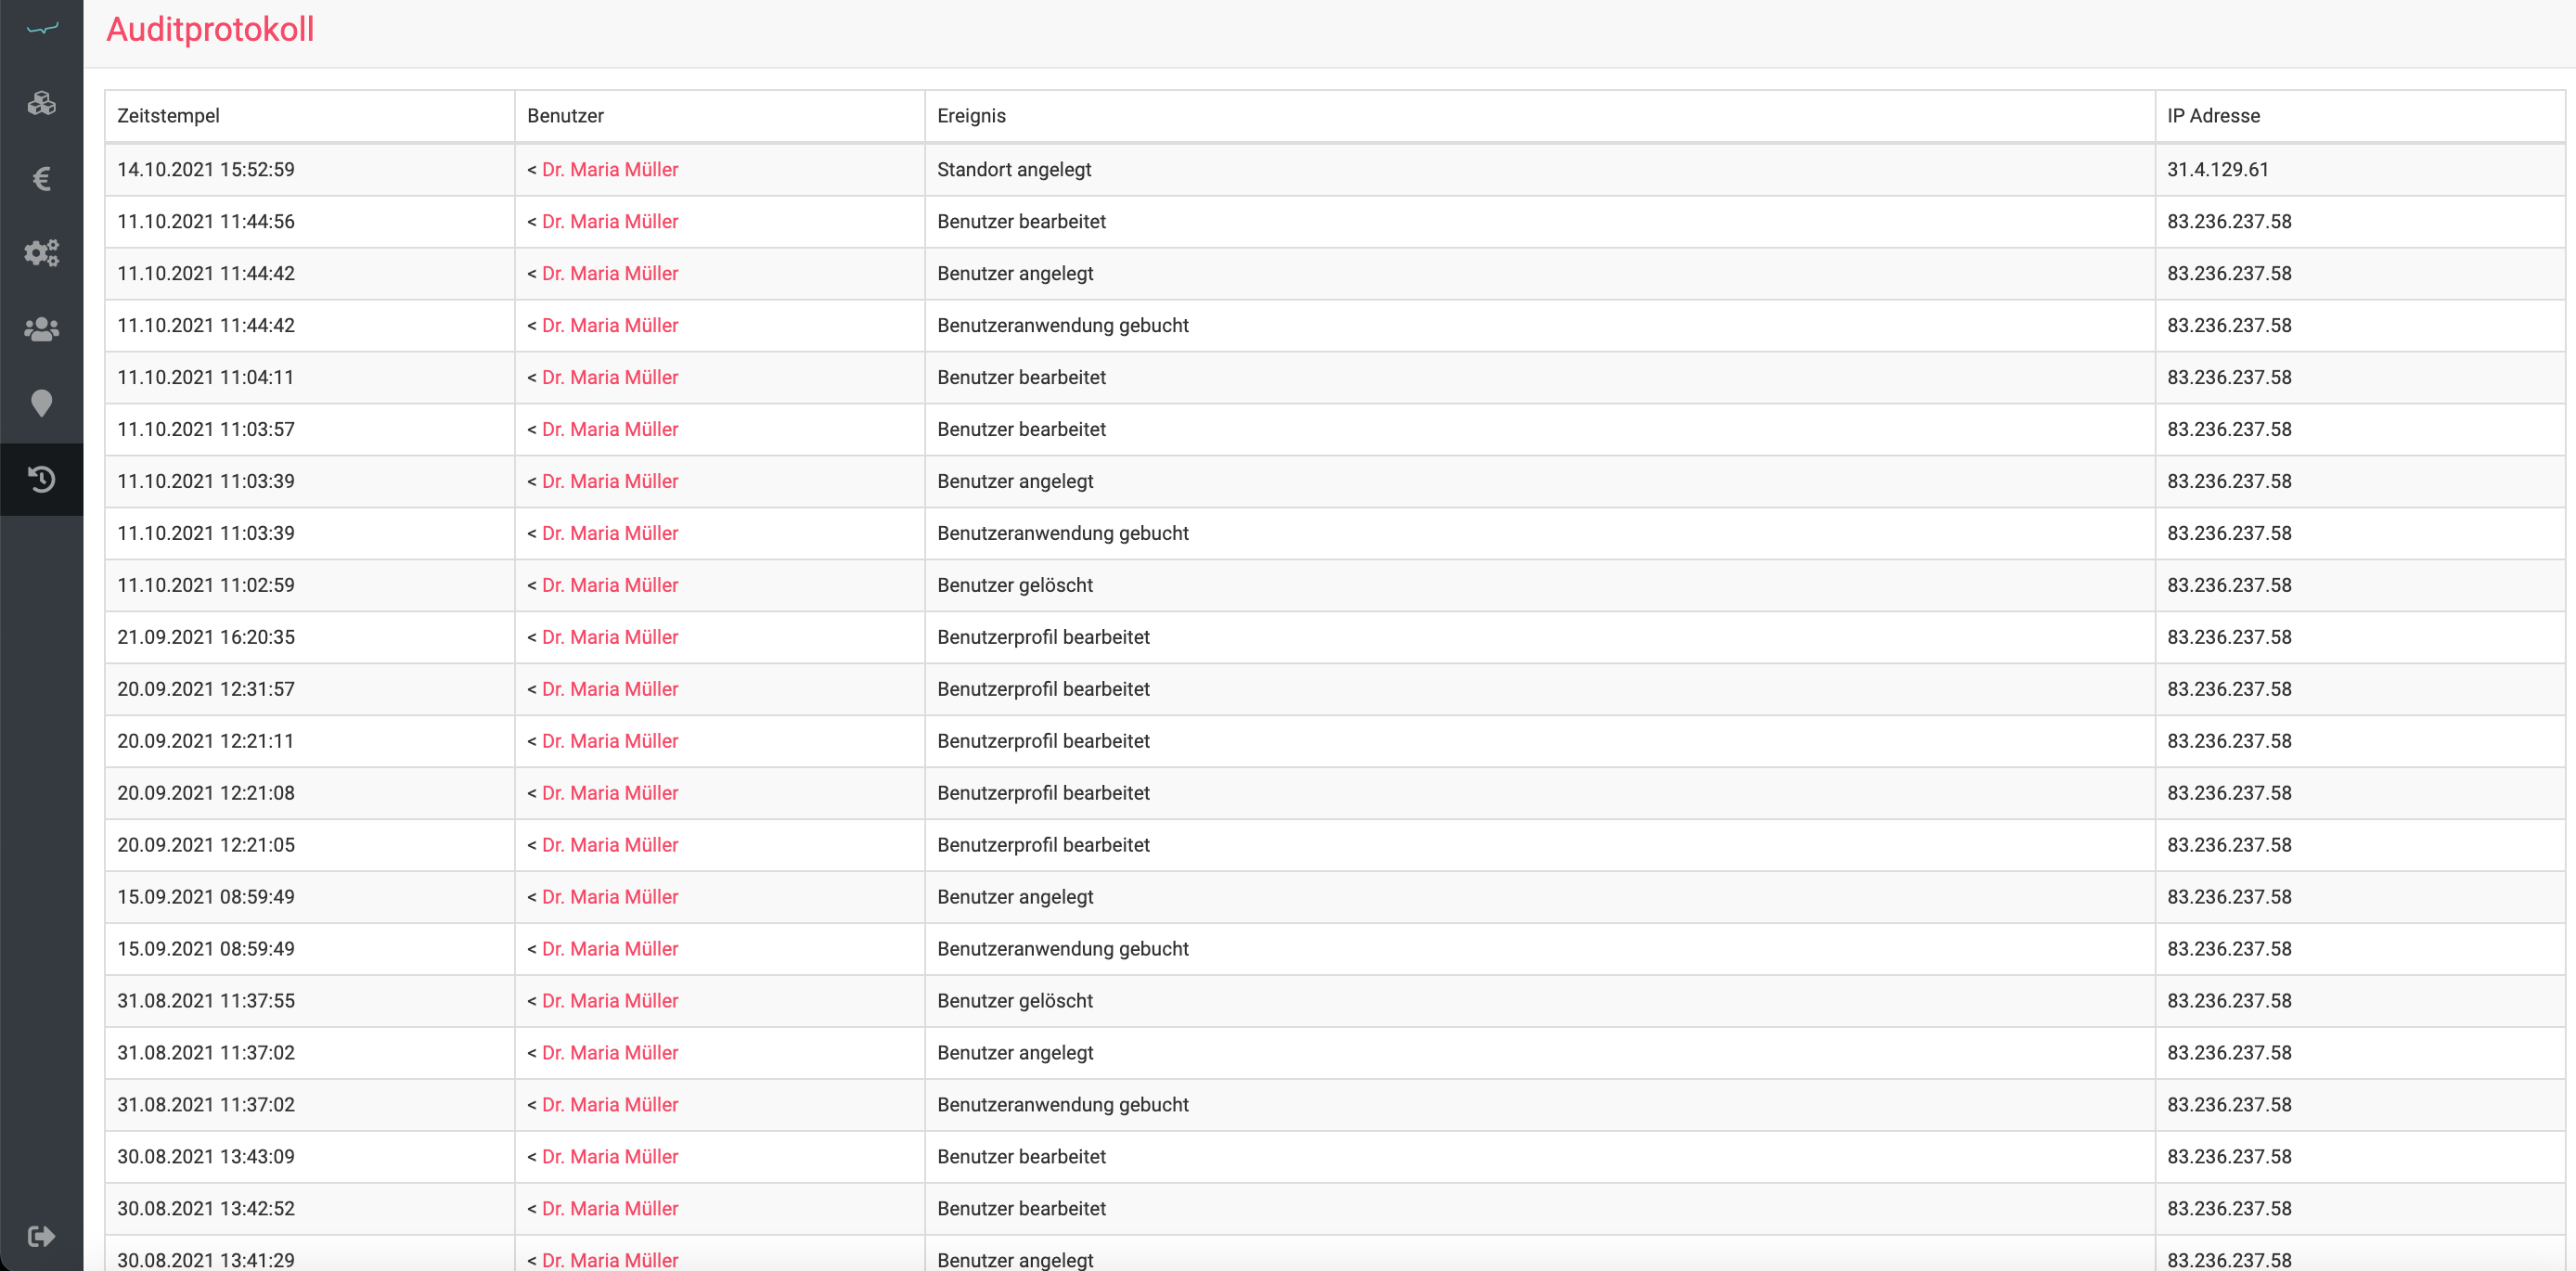 Auditprotokoll
Zeitstempel Benutzer Ereignis IP Adresse
14.10.2021 15:52:59 < Dr. Maria Müller Standort angelegt 31.4.129.61
11.10.2021 11:44:56 < Dr. Maria Müller Benutzer bearbeitet 83.236.237.58
11.10.2021 11:44:42 < Dr. Maria Müller Benutzer angelegt 83.236.237.58
11.10.2021 11:44:42 < Dr. Maria Müller Benutzeranwendung gebucht 83.236.237.58
11.10.2021 11:04:11 < Dr. Maria Müller Benutzer bearbeitet 83.236.237.58
11.10.2021 11:03:57 < Dr. Maria Müller Benutzer bearbeitet 83.236.237.58
11.10.2021 11:03:39 < Dr. Maria Müller Benutzer angelegt 83.236.237.58
11.10.2021 11:03:39 < Dr. Maria Müller Benutzeranwendung gebucht 83.236.237.58
11.10.2021 11:02:59 < Dr. Maria Müller Benutzer gelöscht 83.236.237.58
21.09.2021 16:20:35 < Dr. Maria Müller Benutzerprofil bearbeitet 83.236.237.58
20.09.2021 12:31:57 < Dr. Maria Müller Benutzerprofil bearbeitet 83.236.237.58
20.09.2021 12:21:11 < Dr. Maria Müller Benutzerprofil bearbeitet 83.236.237.58
20.09.2021 12:21:08 < Dr. Maria Müller Benutzerprofil bearbeitet 83.236.237.58
20.09.2021 12:21:05 < Dr. Maria Müller Benutzerprofil bearbeitet 83.236.237.58
15.09.2021 08:59:49 < Dr. Maria Müller Benutzer angelegt 83.236.237.58
15.09.2021 08:59:49 < Dr. Maria Müller Benutzeranwendung gebucht 83.236.237.58
31.08.2021 11:37:55 < Dr. Maria Müller Benutzer gelöscht 83.236.237.58
31.08.2021 11:37:02 < Dr. Maria Müller Benutzer angelegt 83.236.237.58
31.08.2021 11:37:02 < Dr. Maria Müller Benutzeranwendung gebucht 83.236.237.58
30.08.2021 13:43:09 < Dr. Maria Müller Benutzer bearbeitet 83.236.237.58
30.08.2021 13:42:52 < Dr. Maria Müller Benutzer bearbeitet 83.236.237.58
30.08.2021 13:41:29 < Dr. Maria Müller Benutzer angelegt 83.236.237.58